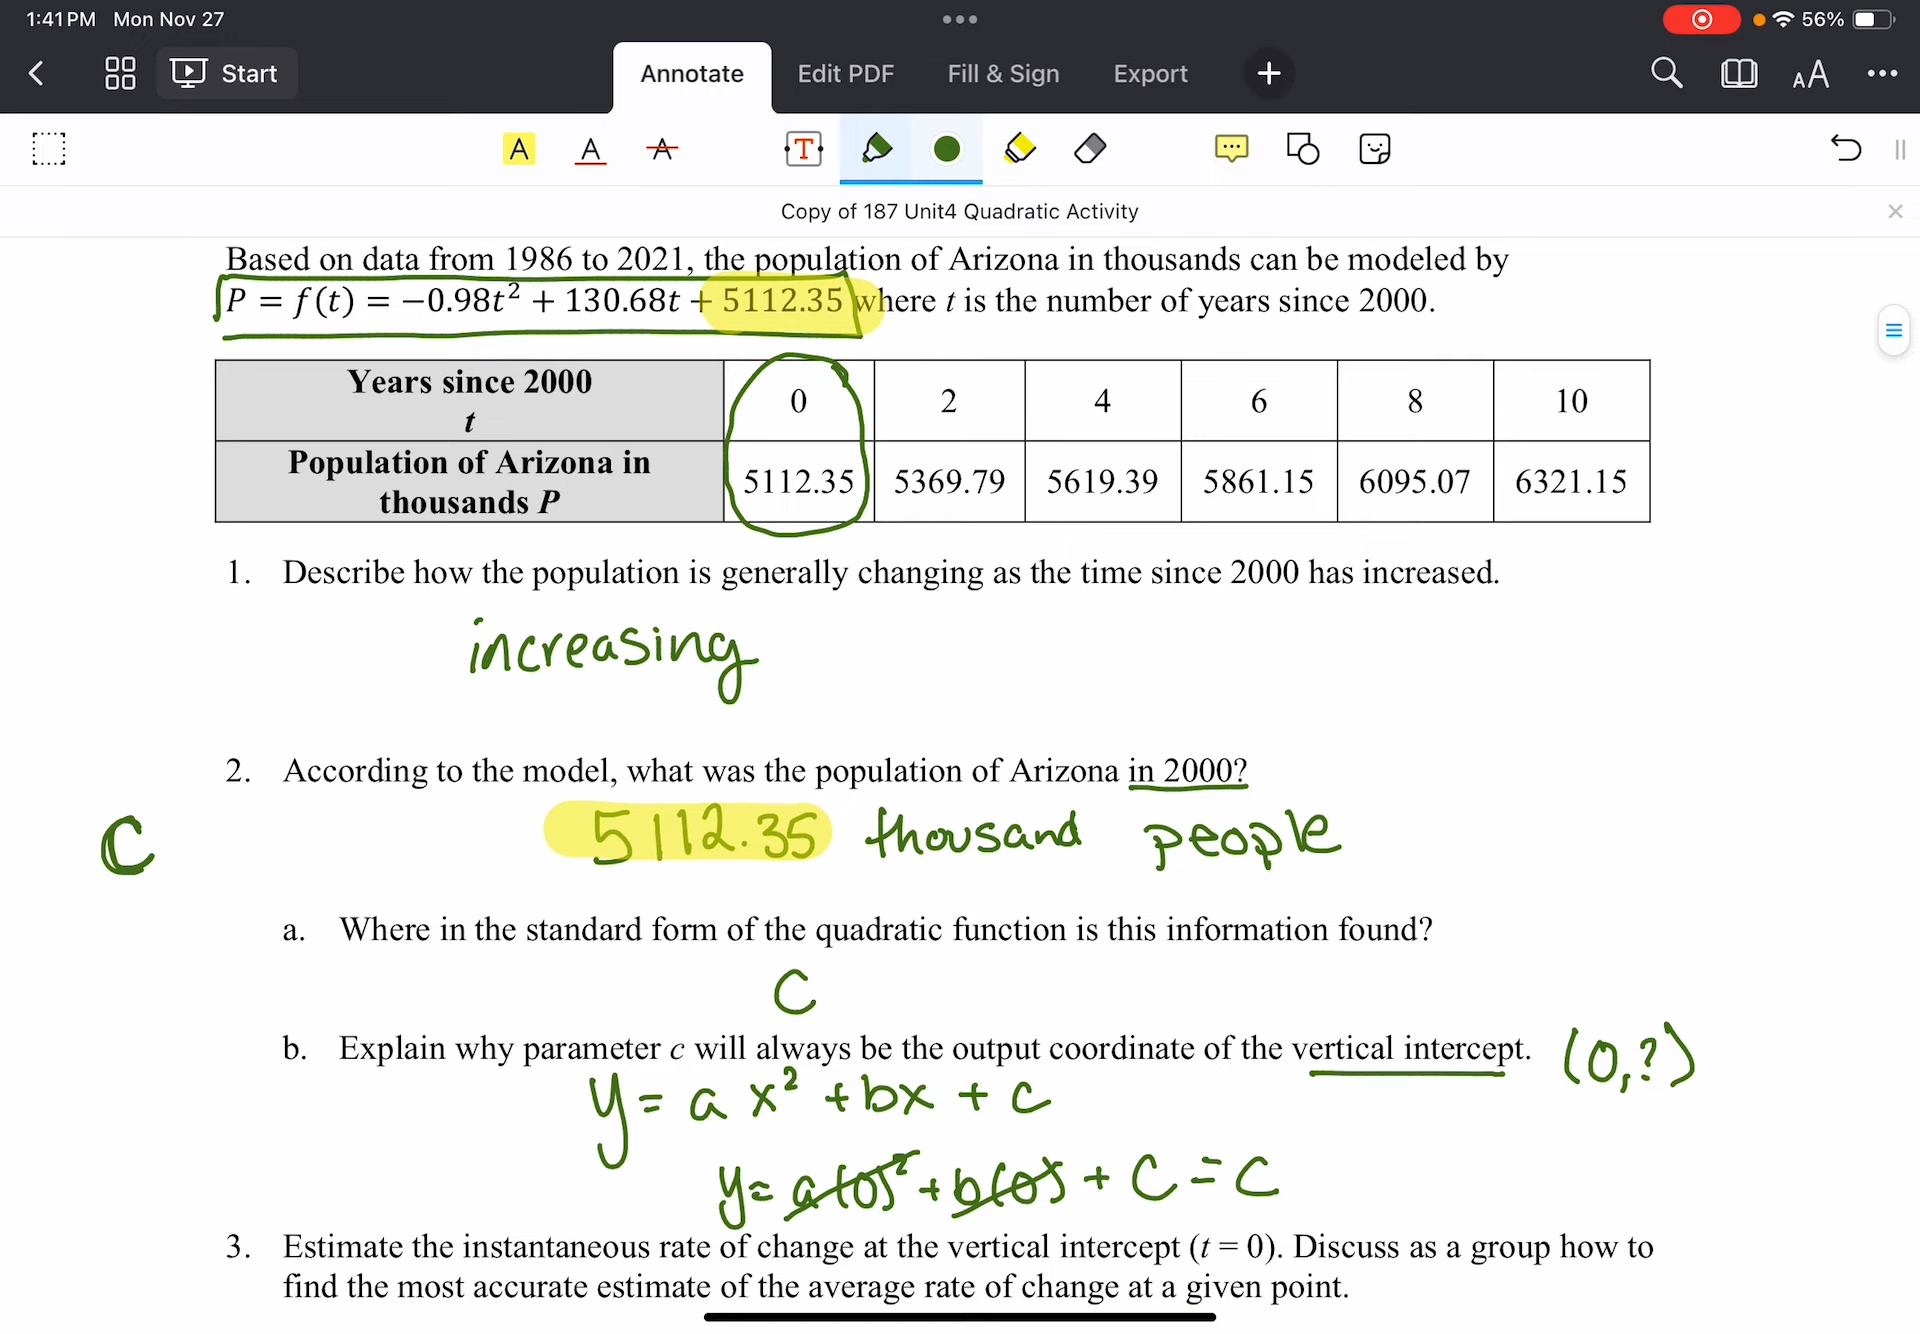 1:41 PM Mon Nov 27
56%
Start
Annotate
Edit PDF
Fill & Sign
Export
AA
A A A T
Copy of 187 Unit4 Quadratic Activity
Based on data from 1986 to 2021, the population of Arizona in thousands can be modeled by
P = f(t) = −0.98t² + 130.68t + 5112.35 where t is the number of years since 2000.
Years since 2000 t 0 2 4 6 8 10
Population of Arizona in thousands P 5112.35 5369.79 5619.39 5861.15 6095.07 6321.15
1. Describe how the population is generally changing as the time since 2000 has increased.
increasing
2. According to the model, what was the population of Arizona in 2000?
C 5112.35 thousand people
a. Where in the standard form of the quadratic function is this information found?
C
b. Explain why parameter c will always be the output coordinate of the vertical intercept. (0,?)
y = ax² + bx + c
y = a(0)² + b(0) + C = C
3. Estimate the instantaneous rate of change at the vertical intercept (t = 0). Discuss as a group how to
find the most accurate estimate of the average rate of change at a given point.